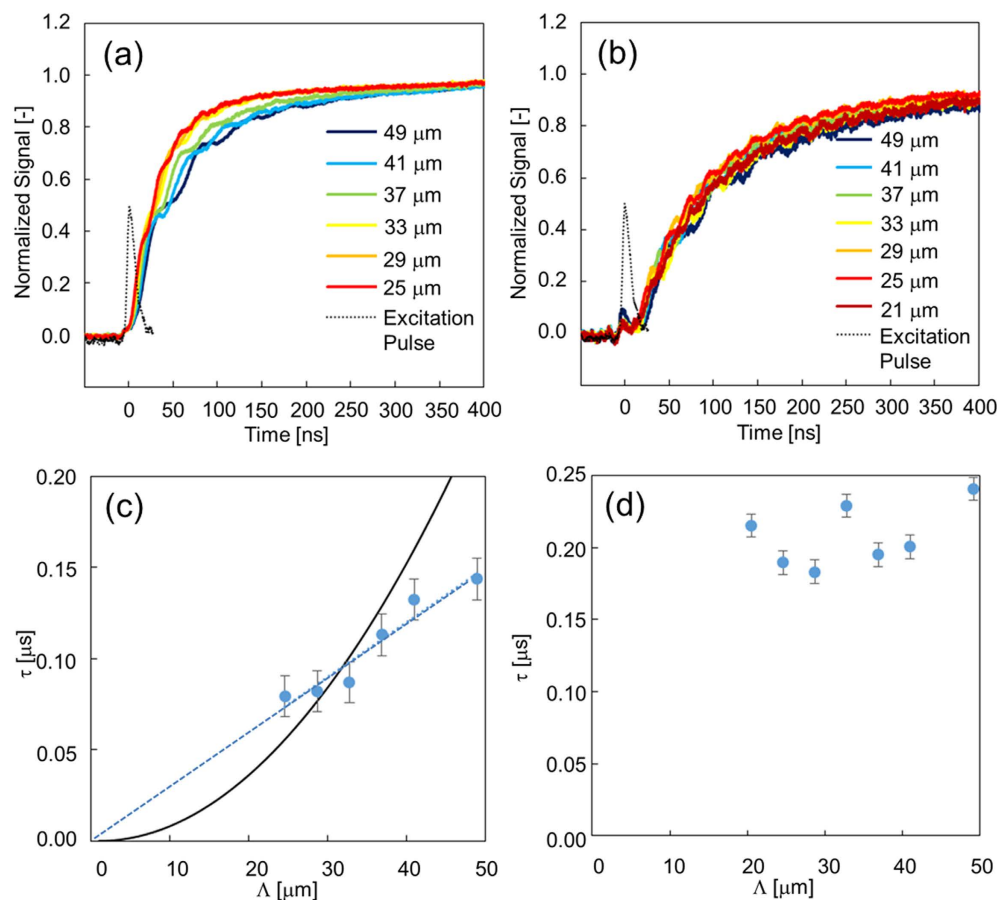 (a)
Normalized Signal [-]
1.2
1.0
0.8
0.6
0.4
0.2
0.0
49 μm
41 μm
37 μm
33 μm
29 μm
25 μm
Excitation
Pulse
0 50 100 150 200 250 300 350 400
Time [ns]
(b)
Normalized Signal [-]
1.2
1.0
0.8
0.6
0.4
0.2
0.0
49 μm
41 μm
37 μm
33 μm
29 μm
25 μm
21 μm
Excitation
Pulse
0 50 100 150 200 250 300 350 400
Time [ns]
(c)
τ [μs]
0.20
0.15
0.10
0.05
0.00
0 10 20 30 40 50
Λ [μm]
(d)
τ [μs]
0.25
0.20
0.15
0.10
0.00
0 10 20 30 40 50
Λ [μm]